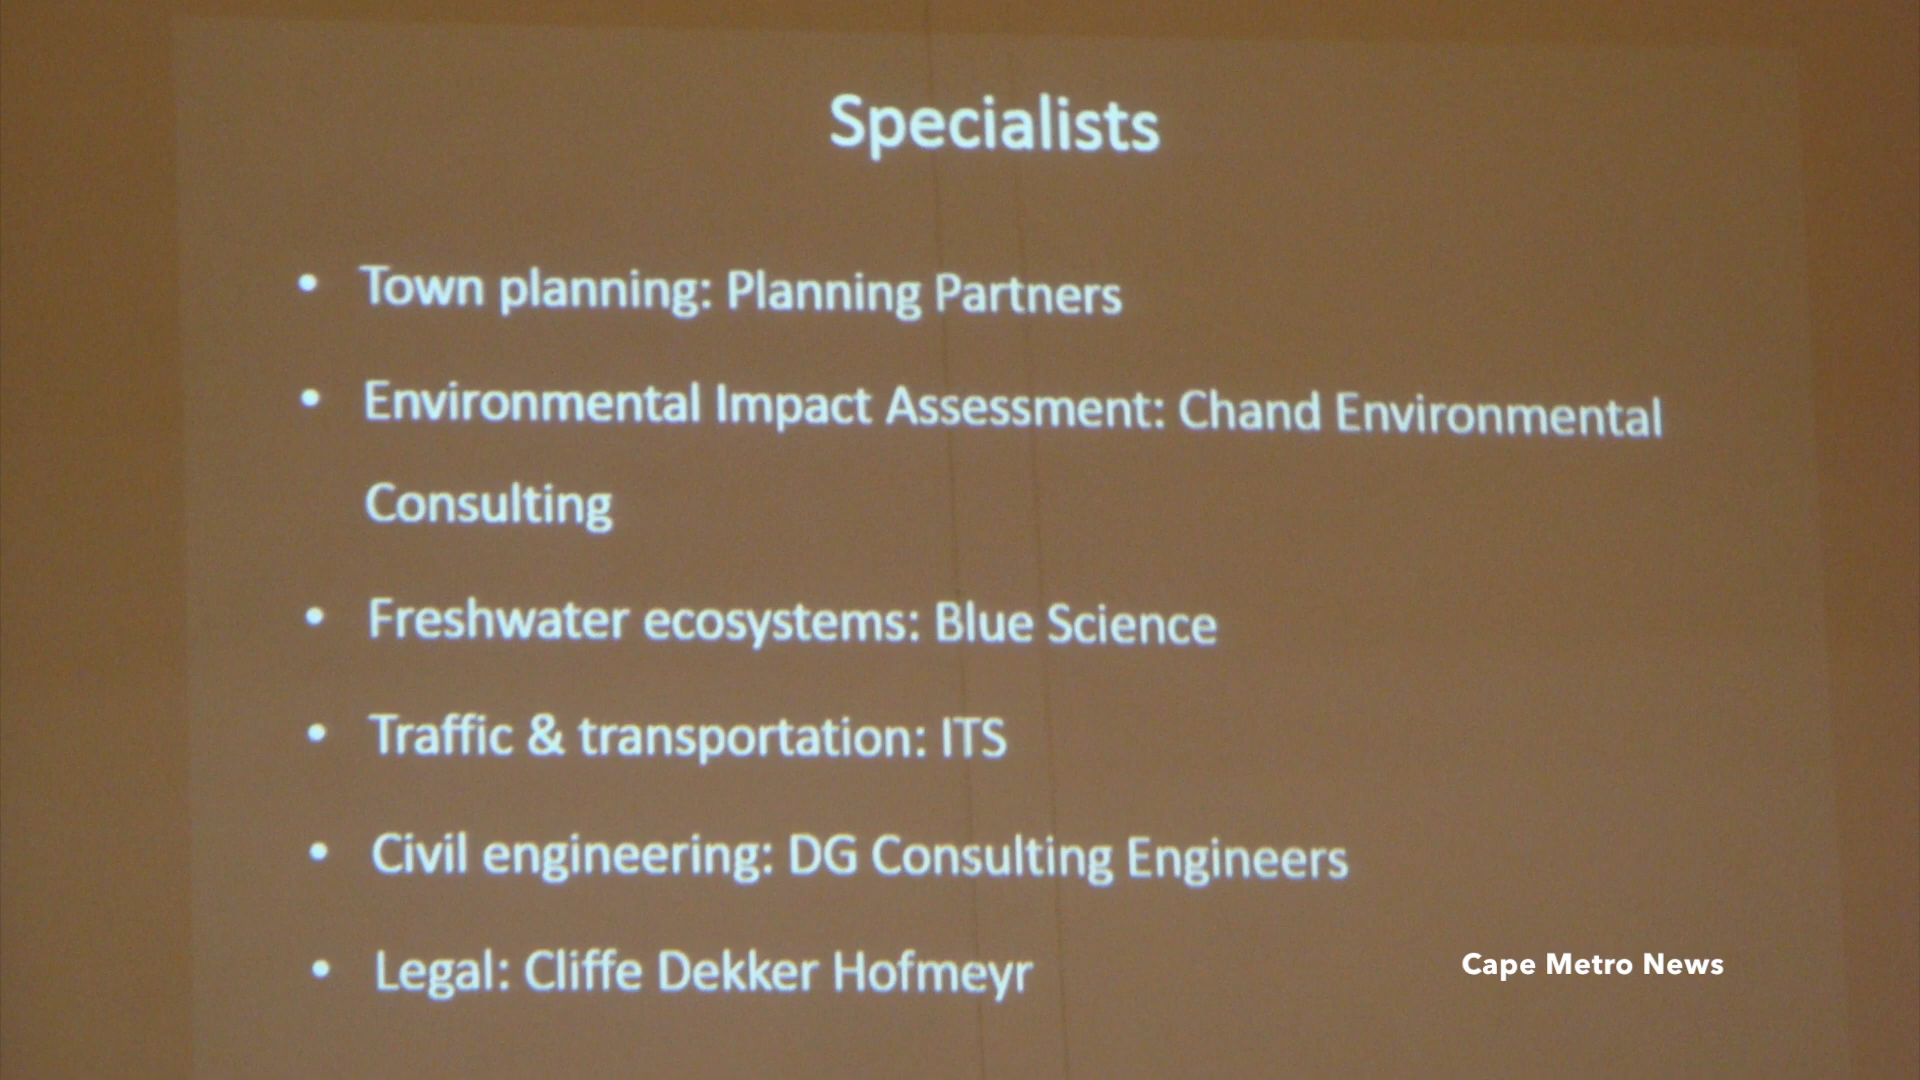 Specialists
• Town planning: Planning Partners
• Environmental Impact Assessment: Chand Environmental
Consulting
• Freshwater ecosystems: Blue Science
• Traffic & transportation: ITS
• Civil engineering: DG Consulting Engineers
• Legal: Cliffe Dekker Hofmeyr
Cape Metro News